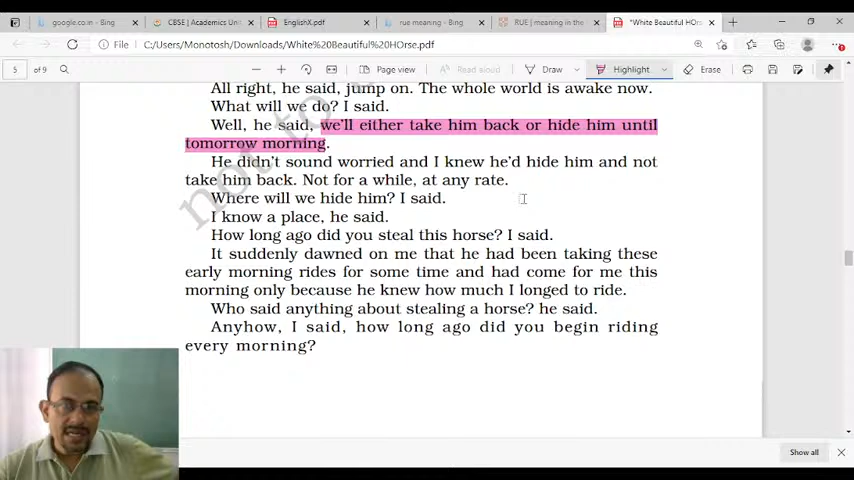 google.co.in - Bing
CBSE | Academics Uni
EnglishX.pdf
rue meaning - Bing
RUE | meaning in the
"White Beautiful HOrs
File
C:/Users/Monotosh/Downloads/White%20Beautiful%20HOrse.pdf
5 of 9
Page view
Read aloud
Draw
Highlight
Erase
All right, he said, jump on. The whole world is awake now.
What will we do? I said.
Well, he said, we'll either take him back or hide him until
tomorrow morning.
He didn't sound worried and I knew he'd hide him and not
take him back. Not for a while, at any rate.
Where will we hide him? I said.
I know a place, he said.
How long ago did you steal this horse? I said.
It suddenly dawned on me that he had been taking these
early morning rides for some time and had come for me this
morning only because he knew how much I longed to ride.
Who said anything about stealing a horse? he said.
Anyhow, I said, how long ago did you begin riding
every morning?
not to
Show all